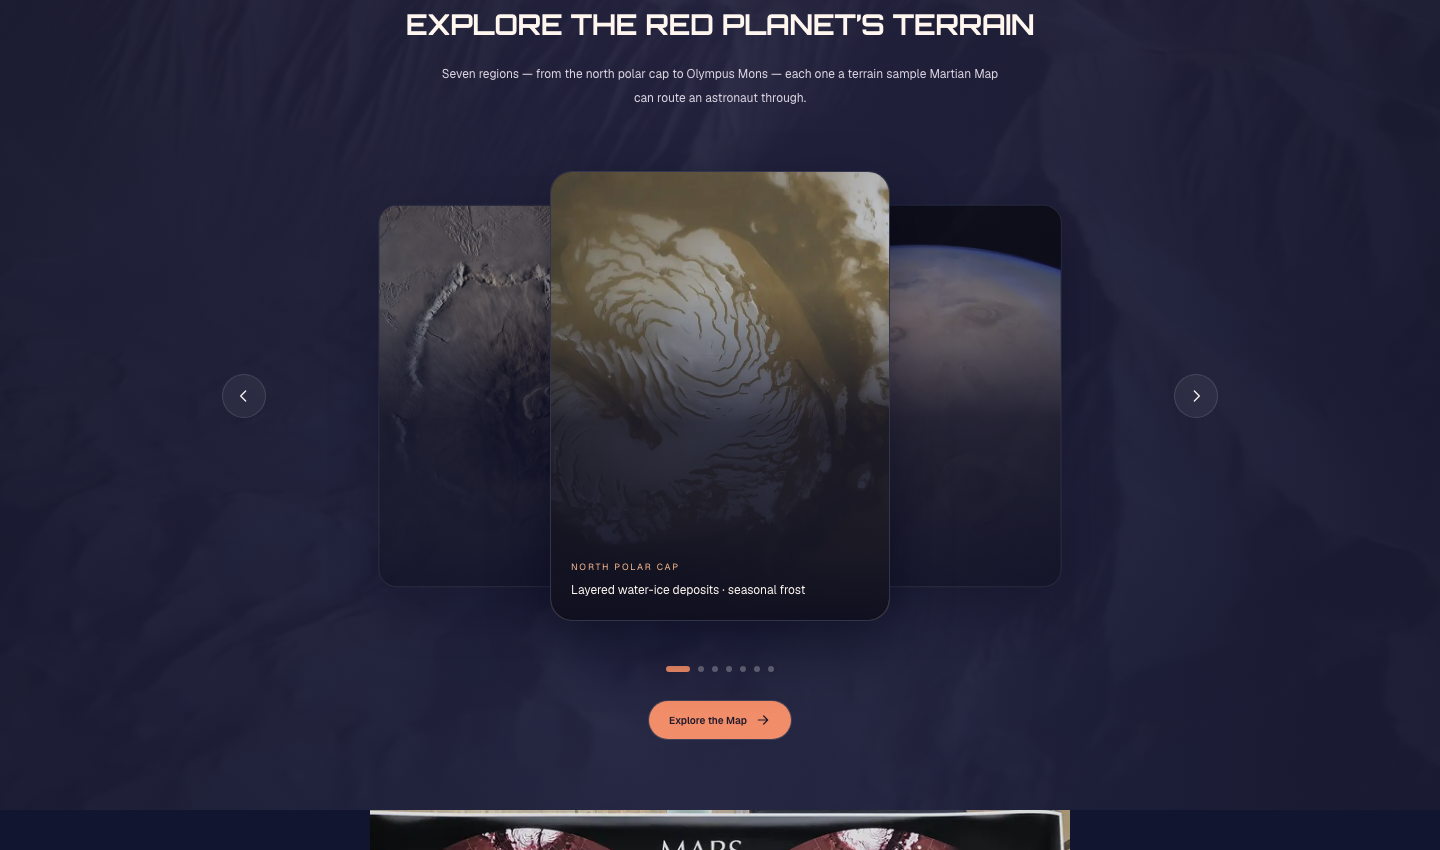 EXPLORE THE RED PLANET’S TERRAIN
Seven regions — from the north polar cap to Olympus Mons — each one a terrain sample Martian Map
can route an astronaut through.
NORTH POLAR CAP
Layered water-ice deposits · seasonal frost
Explore the Map
MARS